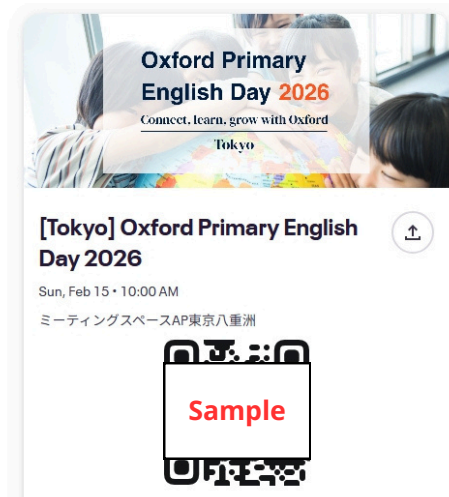 Oxford Primary
English Day 2026
Connect, learn, grow with Oxford
Tokyo
[Tokyo] Oxford Primary English
Day 2026
Sun, Feb 15 • 10:00 AM
ミーティングスペースAP東京八重洲
Sample